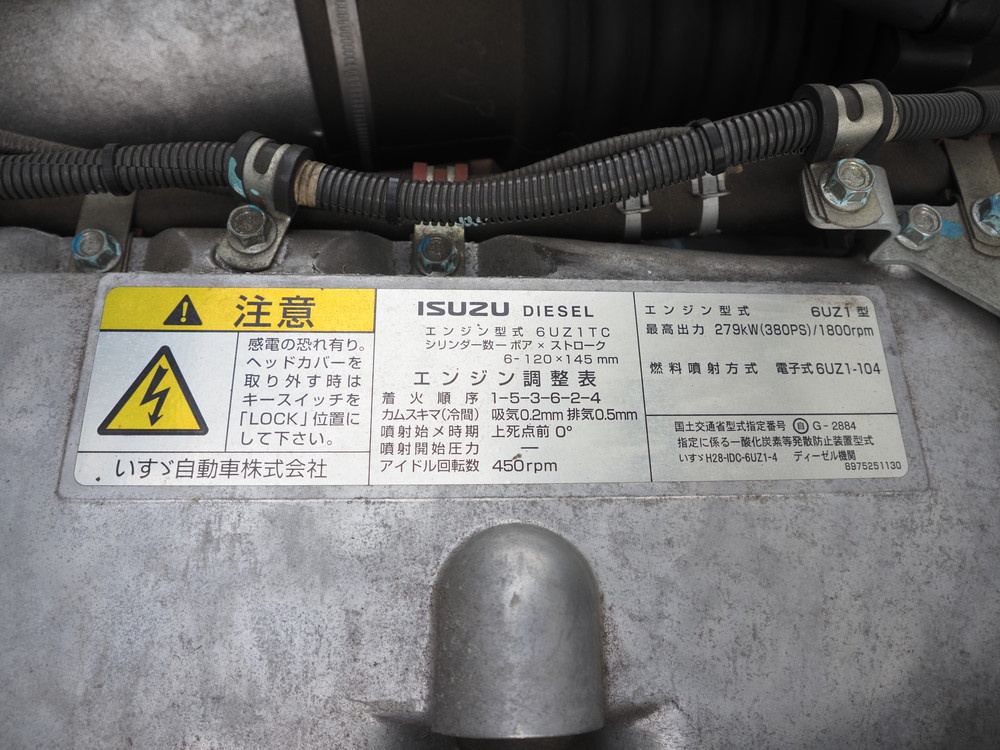 注意
感電の恐れ有り。
ヘッドカバーを
取り外す時は
キースイッチを
「LOCK」位置に
して下さい。
いすゞ自動車株式会社
ISUZU DIESEL
エンジン型式 6UZ1TC
シリンダー数ー ボア × ストローク
6-120×145mm
エンジン調整表
着火順序 1-5-3-6-2-4
カムスキマ(冷間) 吸気0.2mm 排気0.5mm
噴射始メ時期 上死点前 0°
噴射開始圧力 —
アイドル回転数 450rpm
エンジン型式 6UZ1型
最高出力 279kW(380PS)/1800rpm
燃料噴射方式 電子式6UZ1-104
国土交通省型式指定番号 自 G-2884
指定に係る一酸化炭素等発散防止装置型式
いすゞH28-IDC-6UZ1-4 ディーゼル機関
8975251130